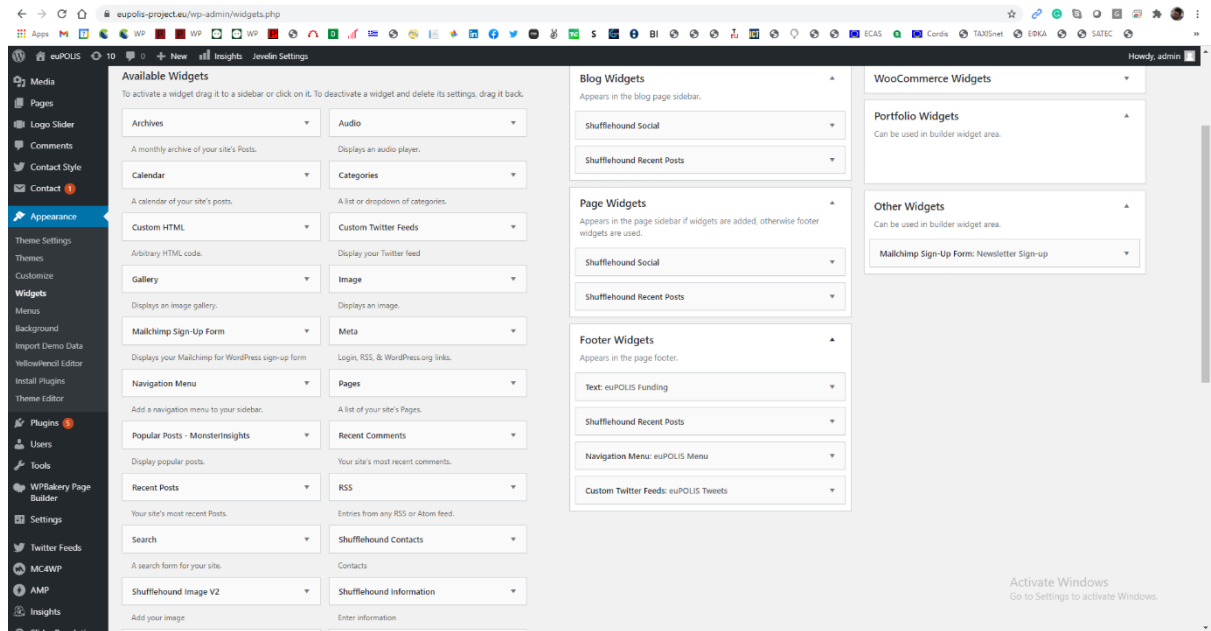 eupolis-project.eu/wp-admin/widgets.php
Apps
WP
WP
WP
BI
ECAS
Cordis
TAXISnet
ΕΦΚΑ
SATEC
euPOLIS 10 0 + New Insights Javelin Settings
Howdy, admin
Media
Pages
Logo Slider
Comments
Contact Style
Contact 1
Appearance
Theme Settings
Themes
Customize
Widgets
Menus
Background
Import Demo Data
YellowPencil Editor
Install Plugins
Theme Editor
Plugins 5
Users
Tools
WPBakery Page
Builder
Settings
Twitter Feeds
MC4WP
AMP
Insights
Available Widgets
To activate a widget drag it to a sidebar or click on it. To deactivate a widget and delete its settings, drag it back.
Archives
Audio
A monthly archive of your site's Posts.
Displays an audio player.
Calendar
Categories
A calendar of your site's posts.
A list or dropdown of categories.
Custom HTML
Custom Twitter Feeds
Arbitrary HTML code.
Display your Twitter feed
Gallery
Image
Displays an image gallery.
Displays an image.
Mailchimp Sign-Up Form
Meta
Displays your Mailchimp for WordPress sign-up form
Login, RSS, & WordPress.org links.
Navigation Menu
Pages
Add a navigation menu to your sidebar.
A list of your site's Pages.
Popular Posts - MonsterInsights
Recent Comments
Display popular posts.
Your site's most recent comments.
Recent Posts
RSS
Your site's most recent Posts.
Entries from any RSS or Atom feed.
Search
Shufflehound Contacts
A search form for your site.
Contacts
Shufflehound Image V2
Shufflehound Information
Add your image
Enter information
Blog Widgets
Appears in the blog page sidebar.
Shufflehound Social
Shufflehound Recent Posts
Page Widgets
Appears in the page sidebar if widgets are added, otherwise footer
widgets are used.
Shufflehound Social
Shufflehound Recent Posts
Footer Widgets
Appears in the page footer.
Text: euPOLIS Funding
Shufflehound Recent Posts
Navigation Menu: euPOLIS Menu
Custom Twitter Feeds: euPOLIS Tweets
WooCommerce Widgets
Portfolio Widgets
Can be used in builder widget area.
Other Widgets
Can be used in builder widget area.
Mailchimp Sign-Up Form: Newsletter Sign-up
Activate Windows
Go to Settings to activate Windows.